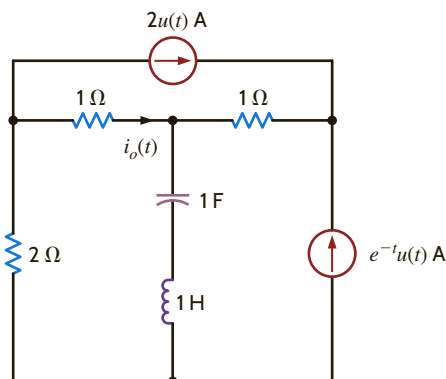 2u(t) A
1 Ω
1 Ω
i_o(t)
1 F
2 Ω
e^{−t}u(t) A
1 H